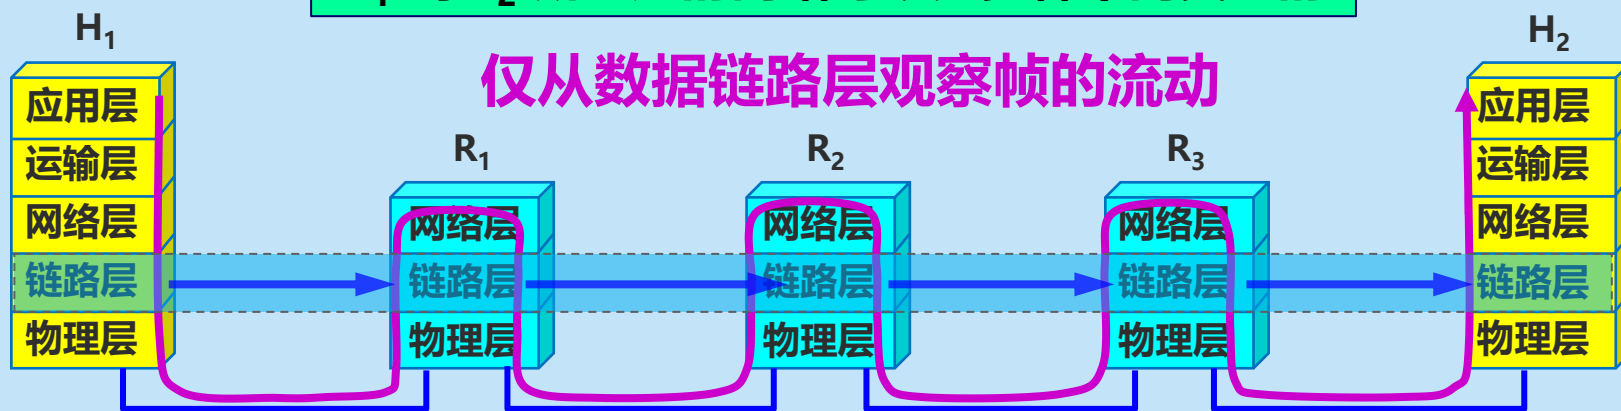 H₁
H₂
仅从数据链路层观察帧的流动
R₁
R₂
R₃
应用层
运输层
网络层
链路层
物理层
网络层
链路层
物理层
网络层
链路层
物理层
网络层
链路层
物理层
应用层
运输层
网络层
链路层
物理层